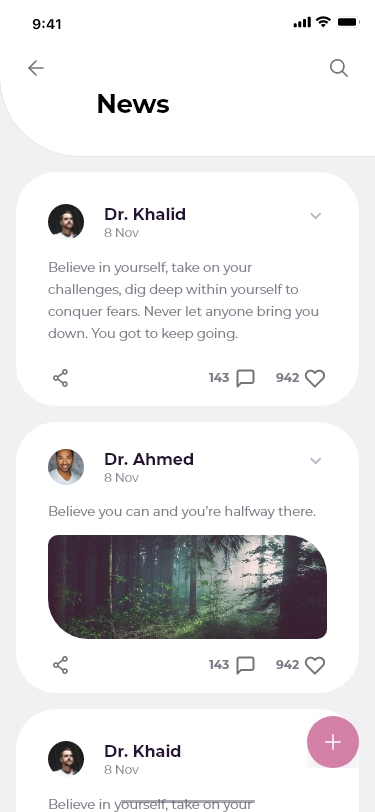 9:41
News
Dr. Khalid
8 Nov
Believe in yourself, take on your
challenges, dig deep within yourself to
conquer fears. Never let anyone bring you
down. You got to keep going.
143 942
Dr. Ahmed
8 Nov
Believe you can and you’re halfway there.
143 942
Dr. Khaid
8 Nov
Believe in yourself, take on your